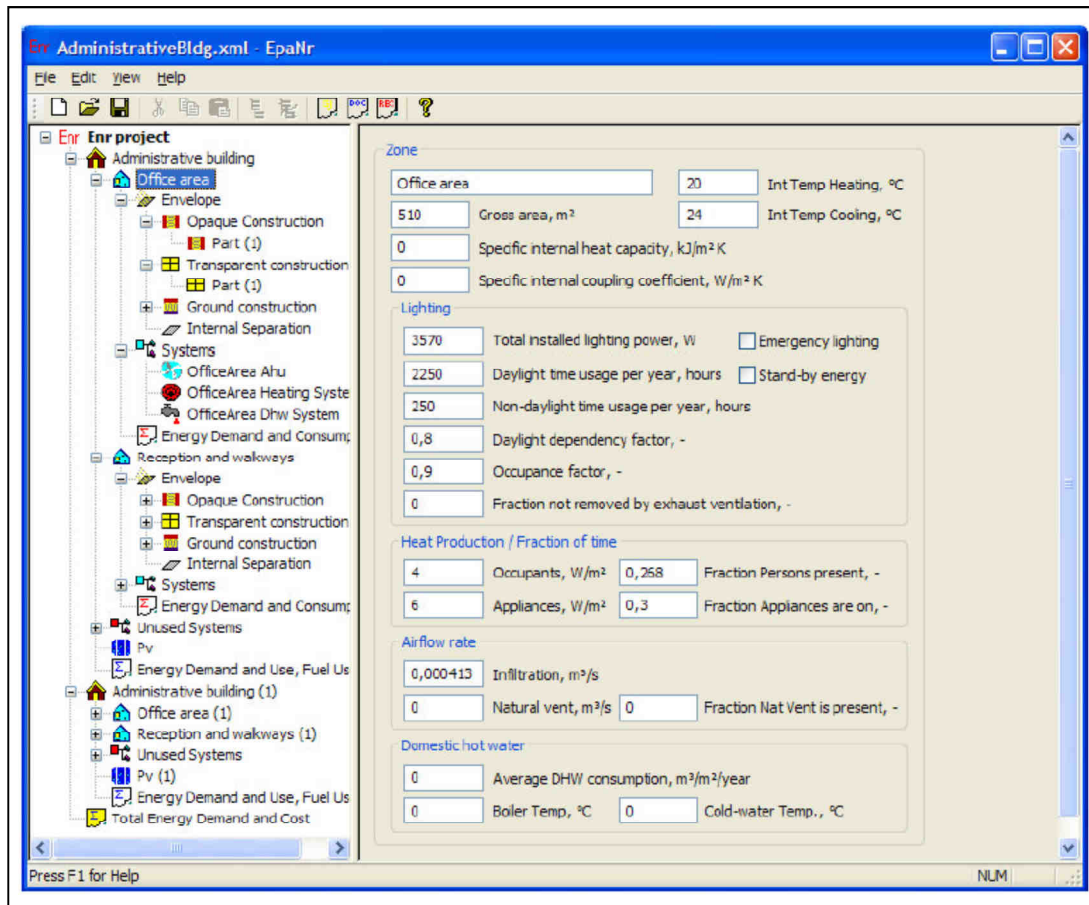 Enr AdministrativeBldg.xml - EpaNr
File Edit View Help
DOC REC ?
Enr Enr project
Administrative building
Office area
Envelope
Opaque Construction
Part (1)
Transparent construction
Part (1)
Ground construction
Internal Separation
Systems
OfficeArea Ahu
OfficeArea Heating Syste
OfficeArea Dhw System
Energy Demand and Consump
Reception and wakways
Envelope
Opaque Construction
Transparent construction
Ground construction
Internal Separation
Systems
Energy Demand and Consump
Unused Systems
Pv
Energy Demand and Use, Fuel Us
Administrative building (1)
Office area (1)
Reception and wakways (1)
Unused Systems
Pv (1)
Energy Demand and Use, Fuel Us
Total Energy Demand and Cost
Zone
Office area 20 Int Temp Heating, ºC
510 Gross area, m² 24 Int Temp Cooling, ºC
0 Specific internal heat capacity, kJ/m² K
0 Specific internal coupling coefficient, W/m² K
Lighting
3570 Total installed lighting power, W Emergency lighting
2250 Daylight time usage per year, hours Stand-by energy
250 Non-daylight time usage per year, hours
0,8 Daylight dependency factor, -
0,9 Occupance factor, -
0 Fraction not removed by exhaust ventilation, -
Heat Production / Fraction of time
4 Occupants, W/m² 0,268 Fraction Persons present, -
6 Appliances, W/m² 0,3 Fraction Appliances are on, -
Airflow rate
0,000413 Infiltration, m³/s
0 Natural vent, m³/s 0 Fraction Nat Vent is present, -
Domestic hot water
0 Average DHW consumption, m³/m²/year
0 Boiler Temp, ºC 0 Cold-water Temp., ºC
Press F1 for Help NUM